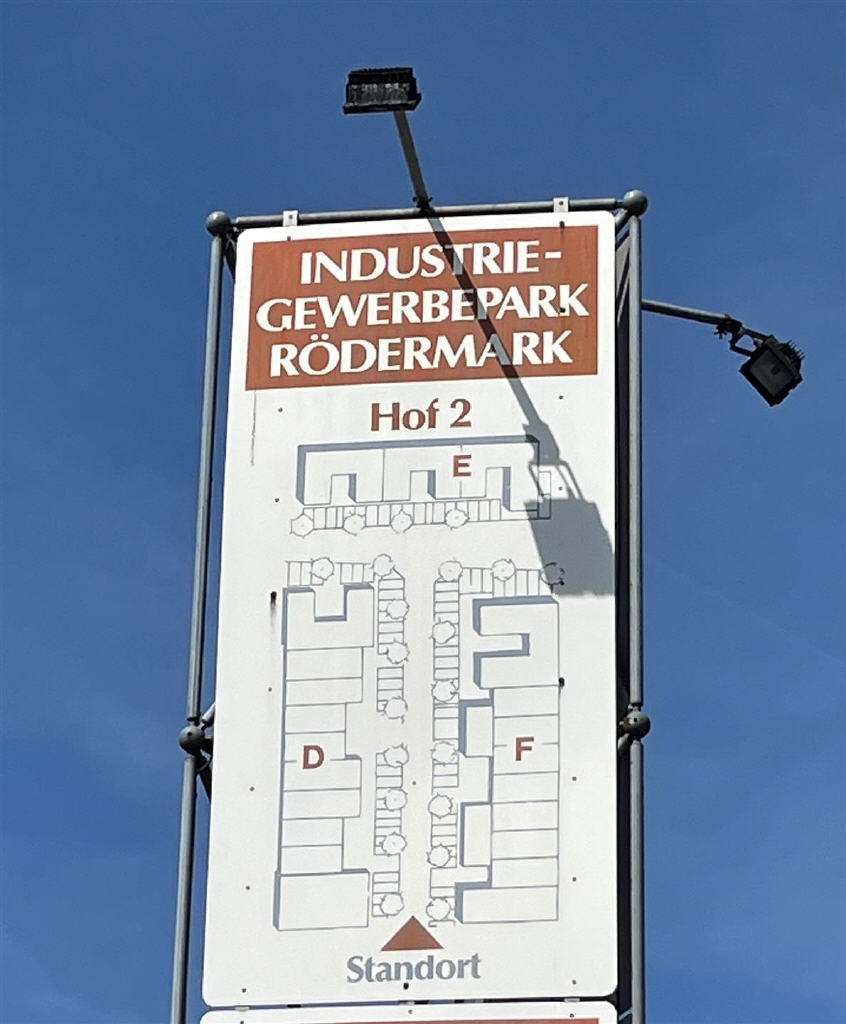 INDUSTRIE-
GEWERBEPARK
RÖDERMARK
Hof 2
E
D
F
Standort